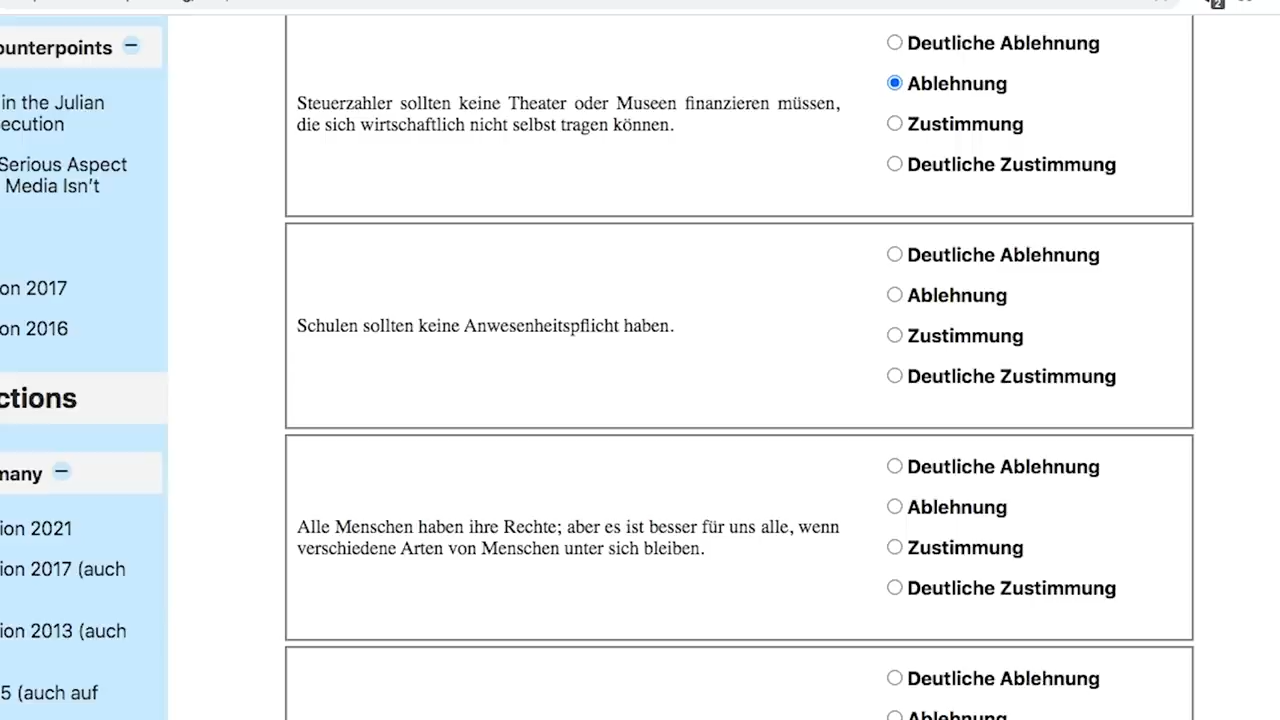 2
ounterpoints
in the Julian
ecution
Serious Aspect
Media Isn't
on 2017
on 2016
ctions
many
ion 2021
ion 2017 (auch
ion 2013 (auch
5 (auch auf
Steuerzahler sollten keine Theater oder Museen finanzieren müssen,
die sich wirtschaftlich nicht selbst tragen können.
Deutliche Ablehnung
Ablehnung
Zustimmung
Deutliche Zustimmung
Schulen sollten keine Anwesenheitspflicht haben.
Deutliche Ablehnung
Ablehnung
Zustimmung
Deutliche Zustimmung
Alle Menschen haben ihre Rechte; aber es ist besser für uns alle, wenn
verschiedene Arten von Menschen unter sich bleiben.
Deutliche Ablehnung
Ablehnung
Zustimmung
Deutliche Zustimmung
Deutliche Ablehnung
Ablehnung